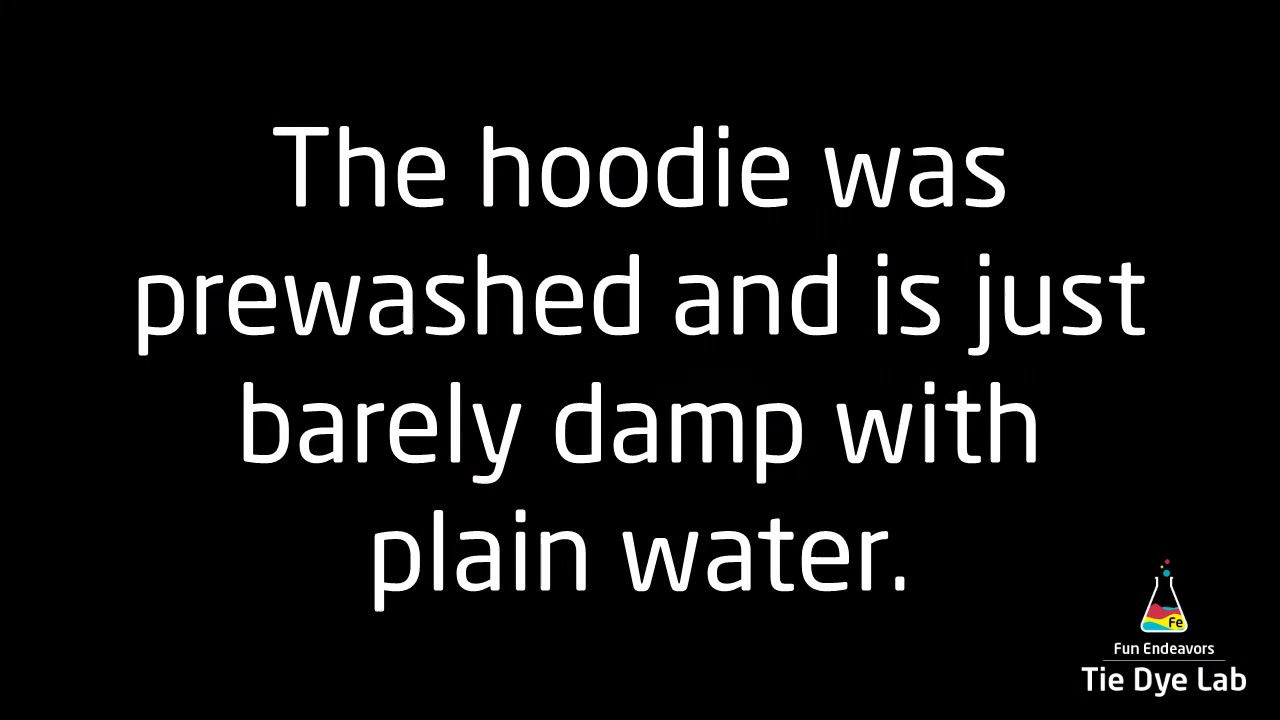 The hoodie was
prewashed and is just
barely damp with
plain water.
Fe
Fun Endeavors
Tie Dye Lab